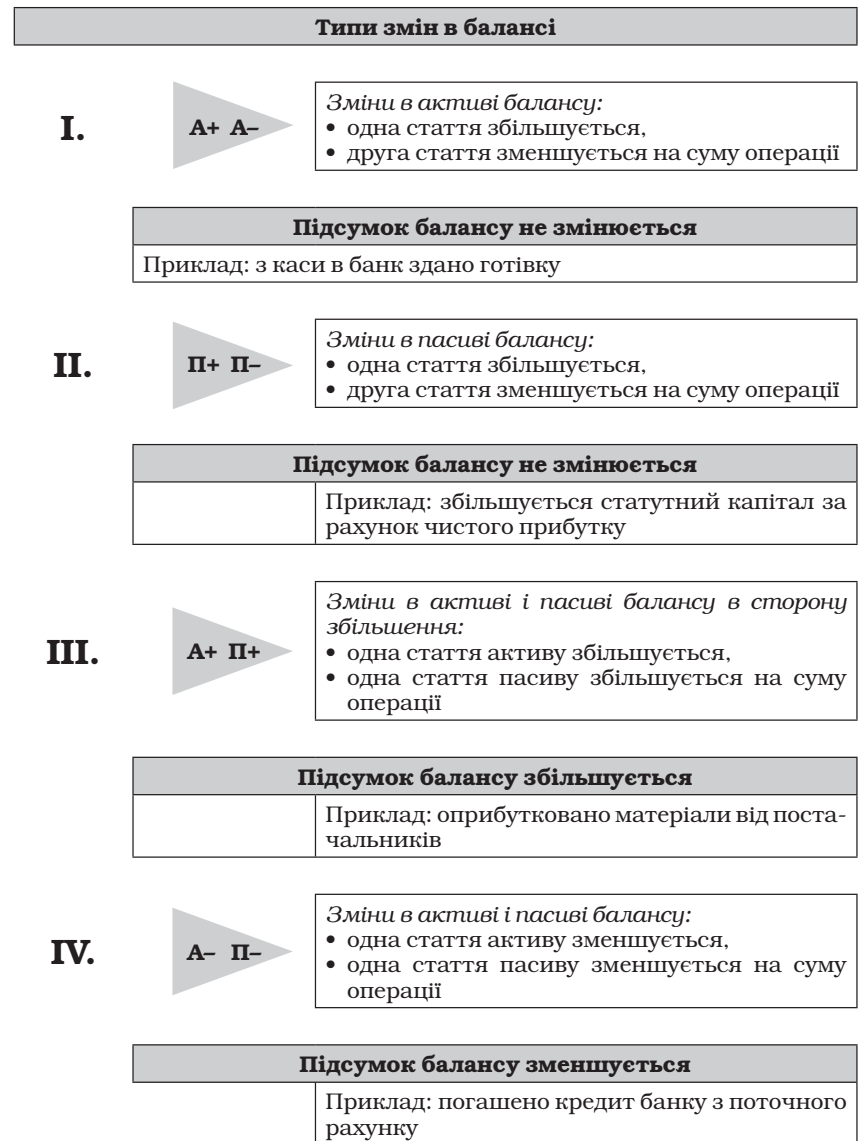 Типи змін в балансі
I.
А+ А–
Зміни в активі балансу:
• одна стаття збільшується,
• друга стаття зменшується на суму операції
Підсумок балансу не змінюється
Приклад: з каси в банк здано готівку
II.
П+ П–
Зміни в пасиві балансу:
• одна стаття збільшується,
• друга стаття зменшується на суму операції
Підсумок балансу не змінюється
Приклад: збільшується статутний капітал за
рахунок чистого прибутку
III.
А+ П+
Зміни в активі і пасиві балансу в сторону
збільшення:
• одна стаття активу збільшується,
• одна стаття пасиву збільшується на суму
операції
Підсумок балансу збільшується
Приклад: оприбутковано матеріали від поста-
чальників
IV.
А– П–
Зміни в активі і пасиві балансу:
• одна стаття активу зменшується,
• одна стаття пасиву зменшується на суму
операції
Підсумок балансу зменшується
Приклад: погашено кредит банку з поточного
рахунку